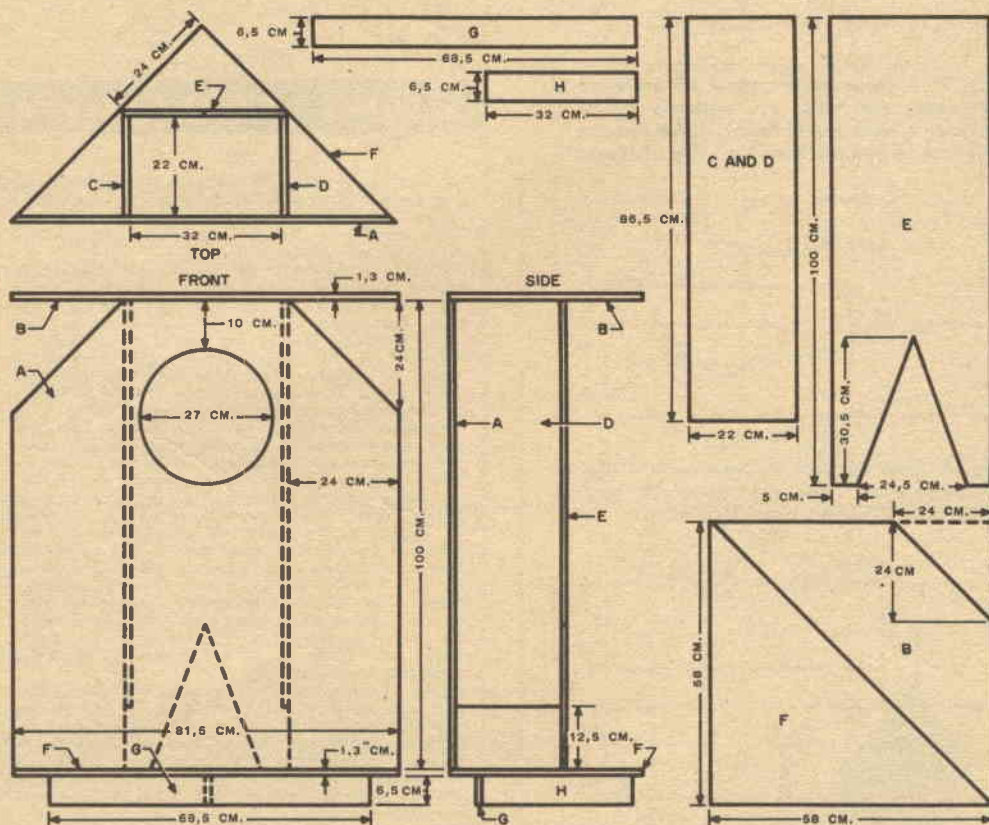 24 CM.
E
F
22 CM.
C
D
32 CM.
A
TOP
6,5 CM.
G
68,5 CM.
6,5 CM.
H
32 CM.
C AND D
86,5 CM.
22 CM.
100 CM.
E
30,5 CM.
24,5 CM.
5 CM.
FRONT
1,3 CM.
B
10 CM.
A
24 CM.
27 CM.
24 CM.
100 CM.
81,5 CM.
F
G
1,3 CM.
6,5 CM
68,5 CM.
SIDE
B
A
D
E
12,5 CM.
F
H
G
24 CM.
24 CM
58 CM.
B
F
58 CM.